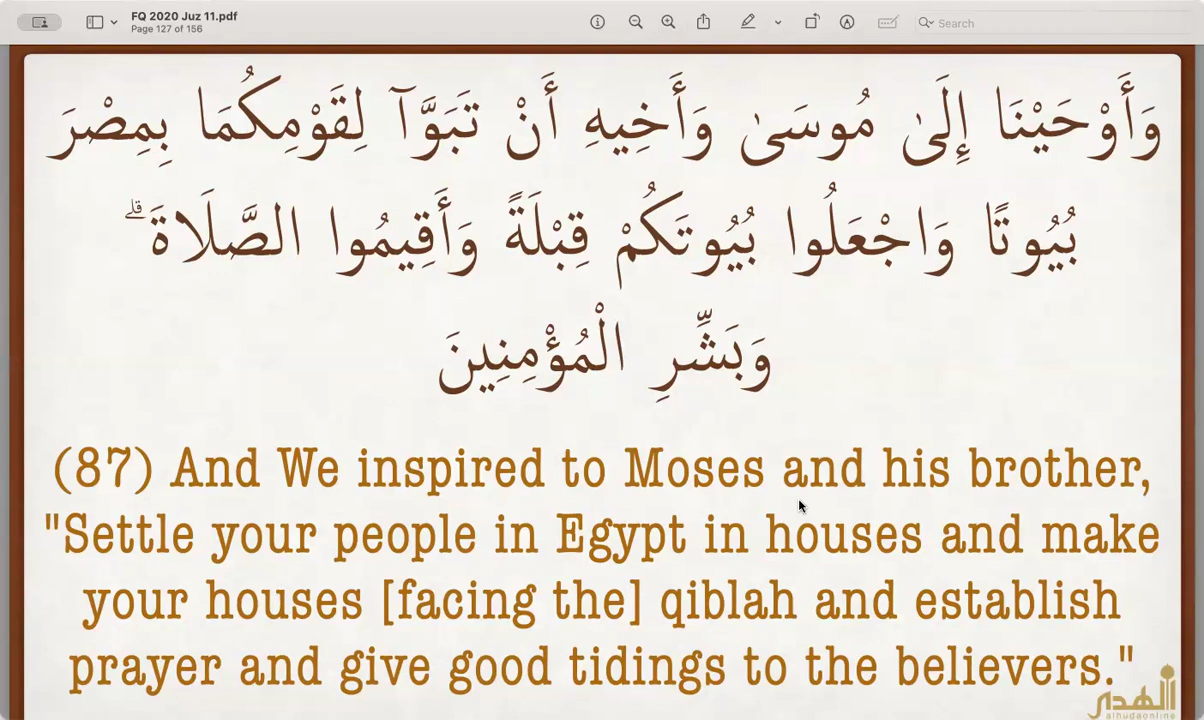 FQ 2020 Juz 11.pdf
Page 127 of 156
Search
وَأَوْحَيْنَا إِلَىٰ مُوسَىٰ وَأَخِيهِ أَنْ تَبَوَّآ لِقَوْمِكُمَا بِمِصْرَ
بُيُوتًا وَاجْعَلُوا بُيُوتَكُمْ قِبْلَةً وَأَقِيمُوا الصَّلَاةَ ۗ
وَبَشِّرِ الْمُؤْمِنِينَ
(87) And We inspired to Moses and his brother,
"Settle your people in Egypt in houses and make
your houses [facing the] qiblah and establish
prayer and give good tidings to the believers."
الهدى
alhudaonline